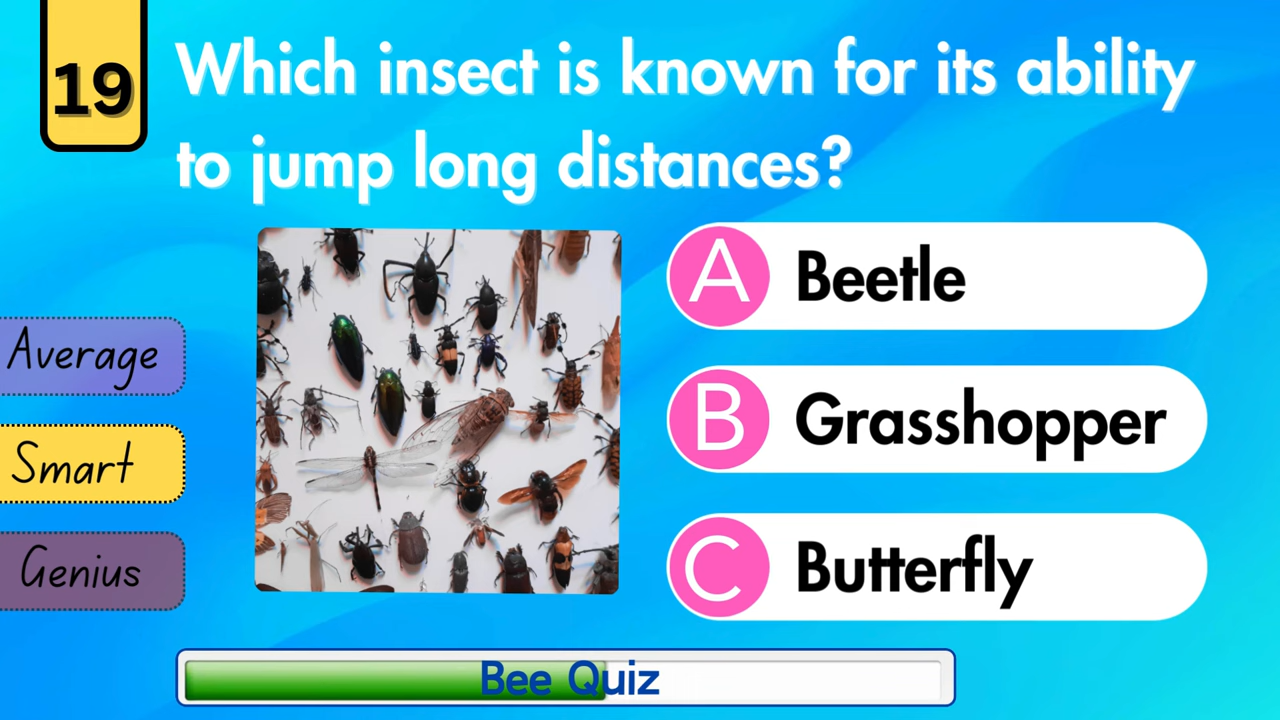 19
Which insect is known for its ability
to jump long distances?
A Beetle
B Grasshopper
C Butterfly
Average
Smart
Genius
Bee Quiz